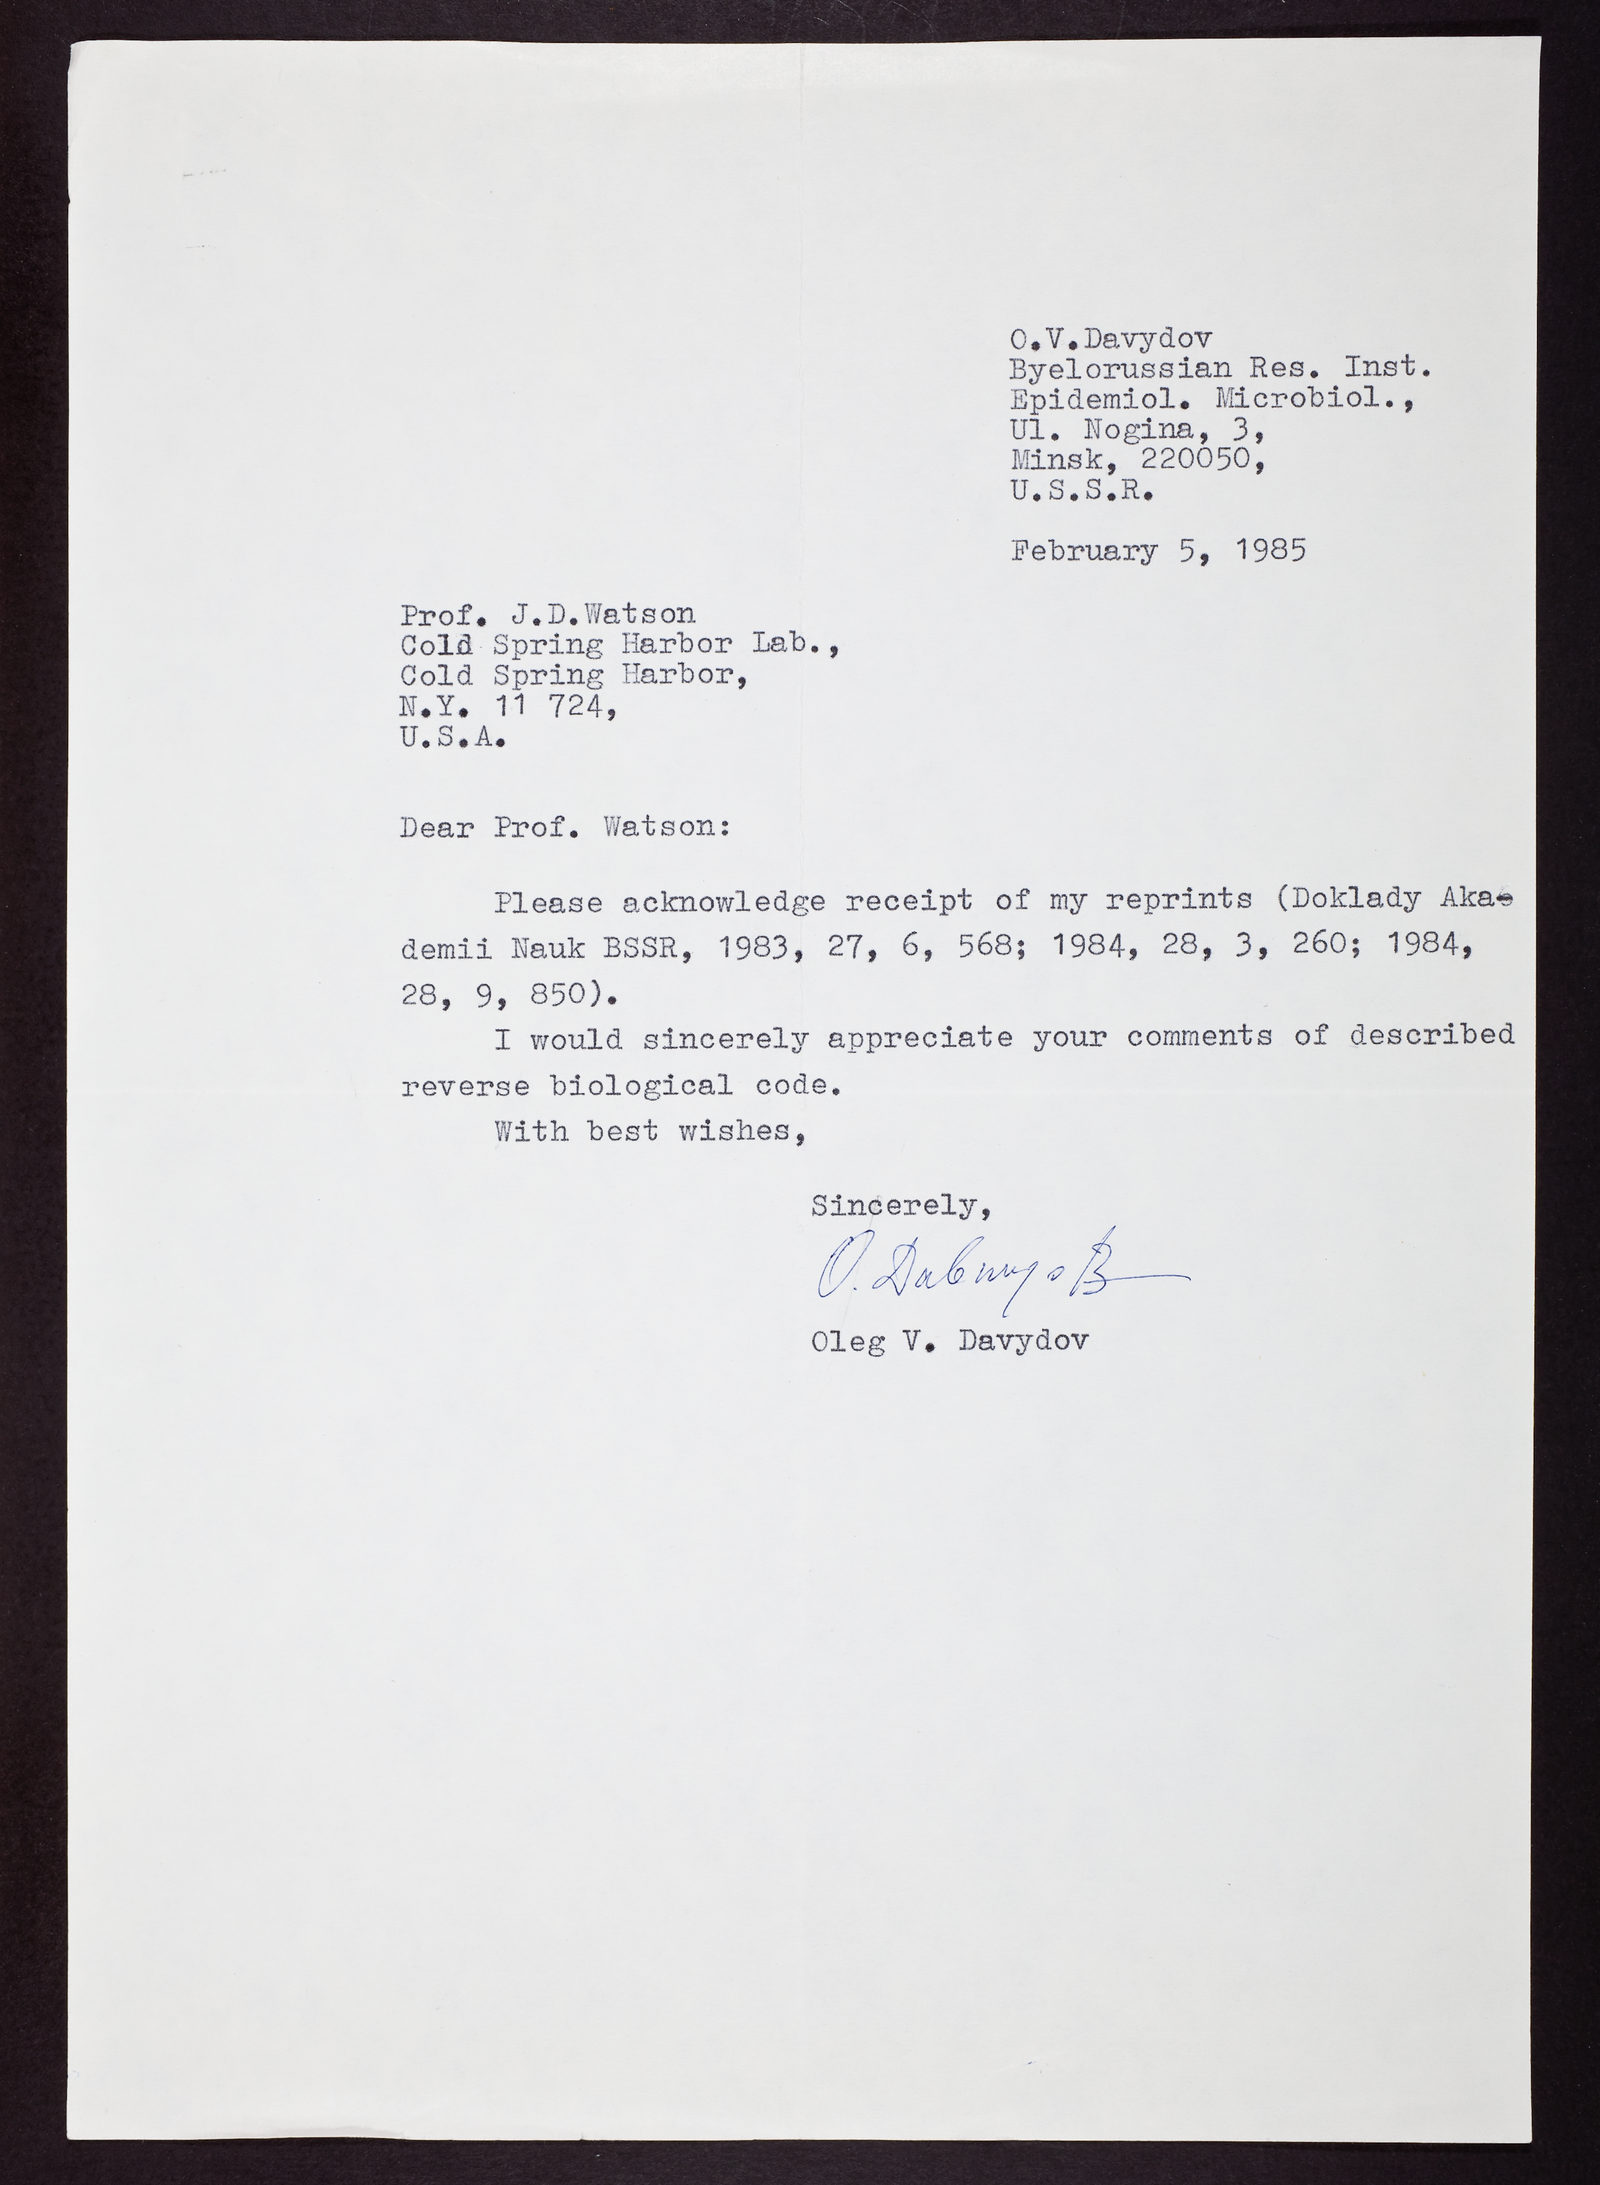 O.V.Davydov
Byelorussian Res. Inst.
Epidemiol. Microbiol.,
Ul. Nogina, 3,
Minsk, 220050,
U.S.S.R.
February 5, 1985
Prof. J.D.Watson
Cold Spring Harbor Lab.,
Cold Spring Harbor,
N.Y. 11 724,
U.S.A.
Dear Prof. Watson:
Please acknowledge receipt of my reprints (Doklady Aka-
demii Nauk BSSR, 1983, 27, 6, 568; 1984, 28, 3, 260; 1984,
28, 9, 850).
I would sincerely appreciate your comments of described
reverse biological code.
With best wishes,
Sincerely,
О. Давыдов
Oleg V. Davydov